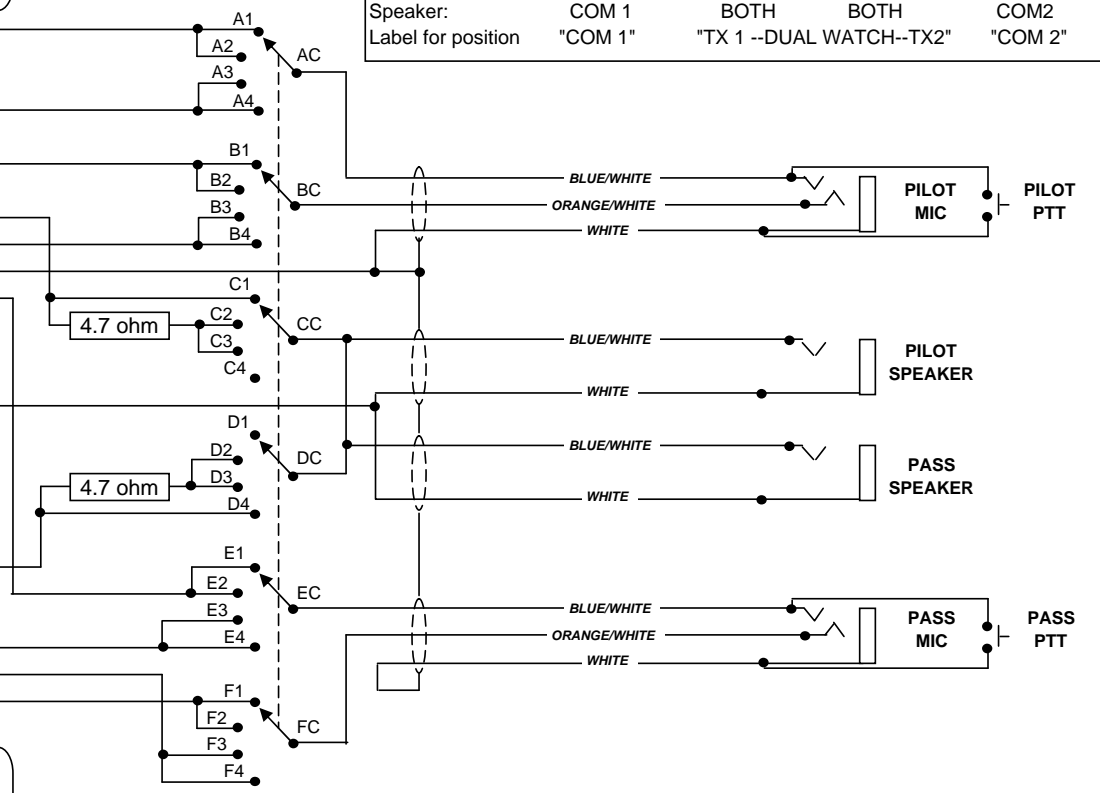 Speaker: COM 1 BOTH BOTH COM2
Label for position "COM 1" "TX 1 --DUAL WATCH--TX2" "COM 2"
A1
A2
AC
A3
A4
B1
B2
BC
B3
B4
BLUE/WHITE
ORANGE/WHITE
WHITE
PILOT
MIC
PILOT
PTT
C1
4.7 ohm
C2
CC
C3
C4
BLUE/WHITE
WHITE
PILOT
SPEAKER
D1
D2
DC
4.7 ohm
D3
D4
BLUE/WHITE
WHITE
PASS
SPEAKER
E1
E2
EC
E3
E4
BLUE/WHITE
ORANGE/WHITE
WHITE
PASS
MIC
PASS
PTT
F1
F2
FC
F3
F4